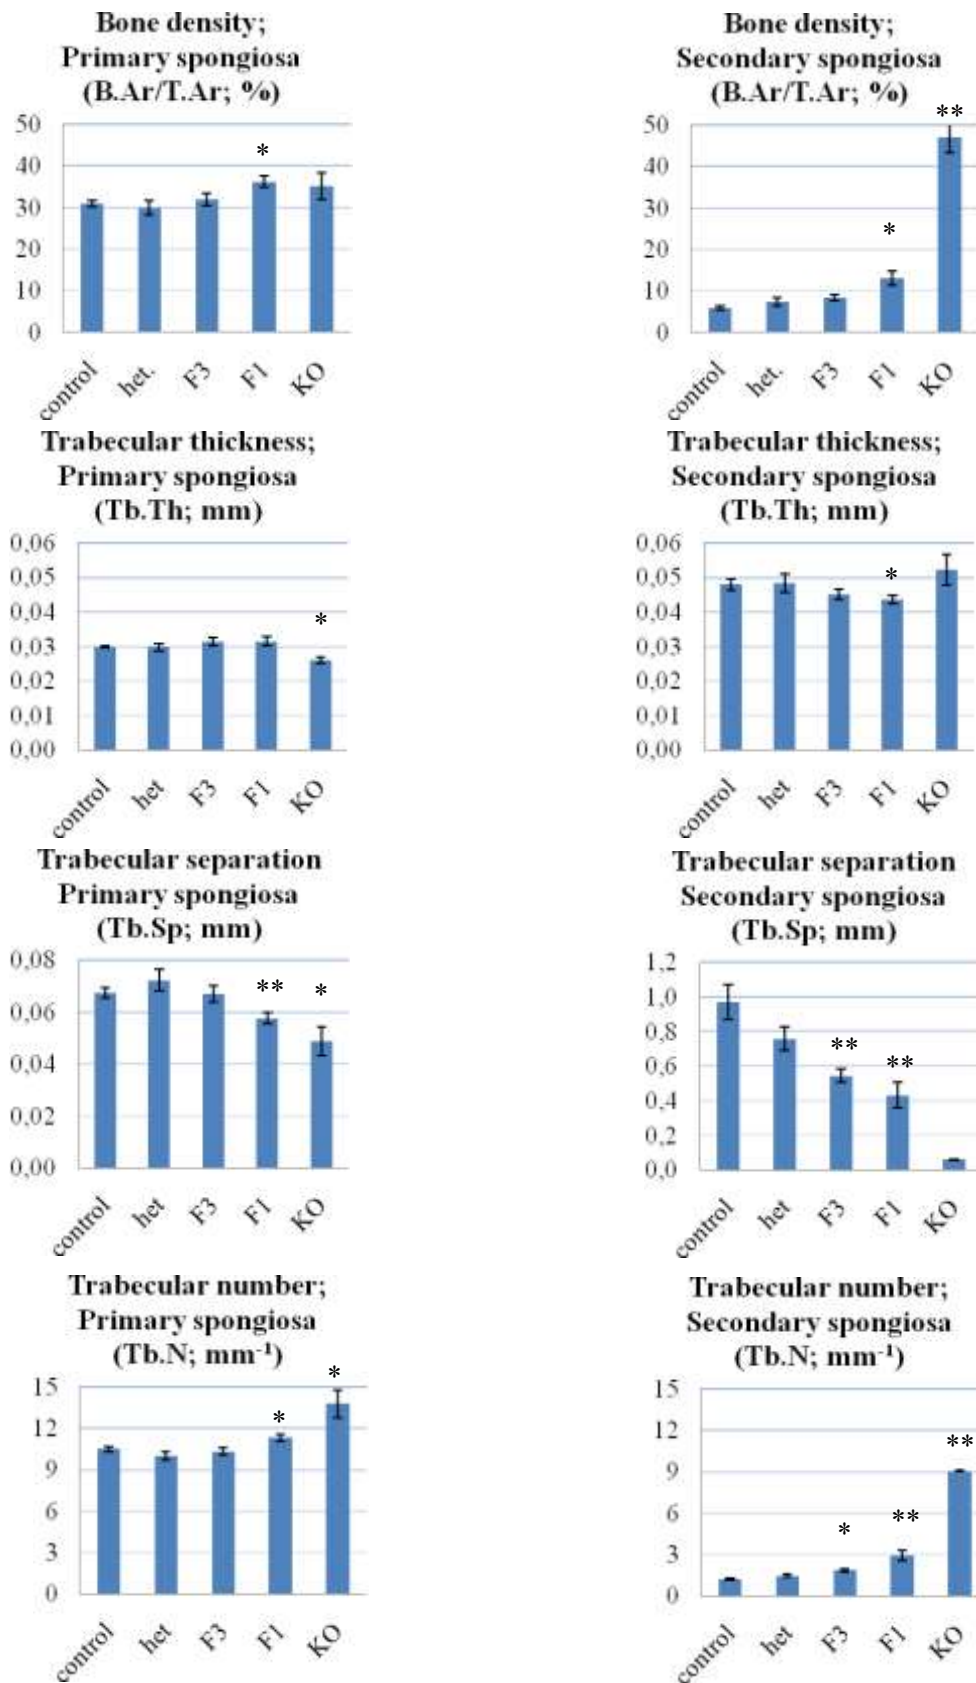 Bone density;
Primary spongiosa
(B.Ar/T.Ar; %)
50
40
30
20
10
0
*
control
het.
F3
F1
KO
Bone density;
Secondary spongiosa
(B.Ar/T.Ar; %)
50
40
30
20
10
0
*
**
control
het.
F3
F1
KO
Trabecular thickness;
Primary spongiosa
(Tb.Th; mm)
0,06
0,05
0,04
0,03
0,02
0,01
0,00
*
control
het
F3
F1
KO
Trabecular thickness;
Secondary spongiosa
(Tb.Th; mm)
0,06
0,05
0,04
0,03
0,02
0,01
0,00
*
control
het
F3
F1
KO
Trabecular separation
Primary spongiosa
(Tb.Sp; mm)
0,08
0,06
0,04
0,02
0,00
**
*
control
het
F3
F1
KO
Trabecular separation
Secondary spongiosa
(Tb.Sp; mm)
1,2
1,0
0,8
0,6
0,4
0,2
0,0
**
**
control
het
F3
F1
KO
Trabecular number;
Primary spongiosa
(Tb.N; mm⁻¹)
15
12
9
6
3
0
*
*
control
het
F3
F1
KO
Trabecular number;
Secondary spongiosa
(Tb.N; mm⁻¹)
15
12
9
6
3
0
*
**
**
control
het
F3
F1
KO